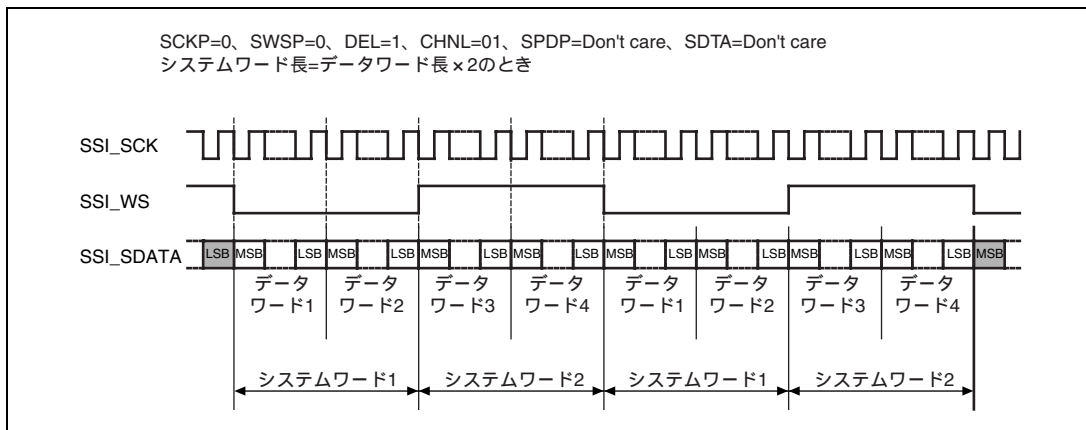 SCKP=0、SWSP=0、DEL=1、CHNL=01、SPDP=Don't care、SDTA=Don't care
システムワード長=データワード長×2のとき
SSI_SCK
SSI_WS
SSI_SDATA
LSB MSB LSB MSB LSB MSB LSB MSB LSB MSB LSB MSB LSB MSB LSB MSB LSB MSB
データ データ データ データ データ データ データ データ
ワード1 ワード2 ワード3 ワード4 ワード1 ワード2 ワード3 ワード4
システムワード1 システムワード2 システムワード1 システムワード2